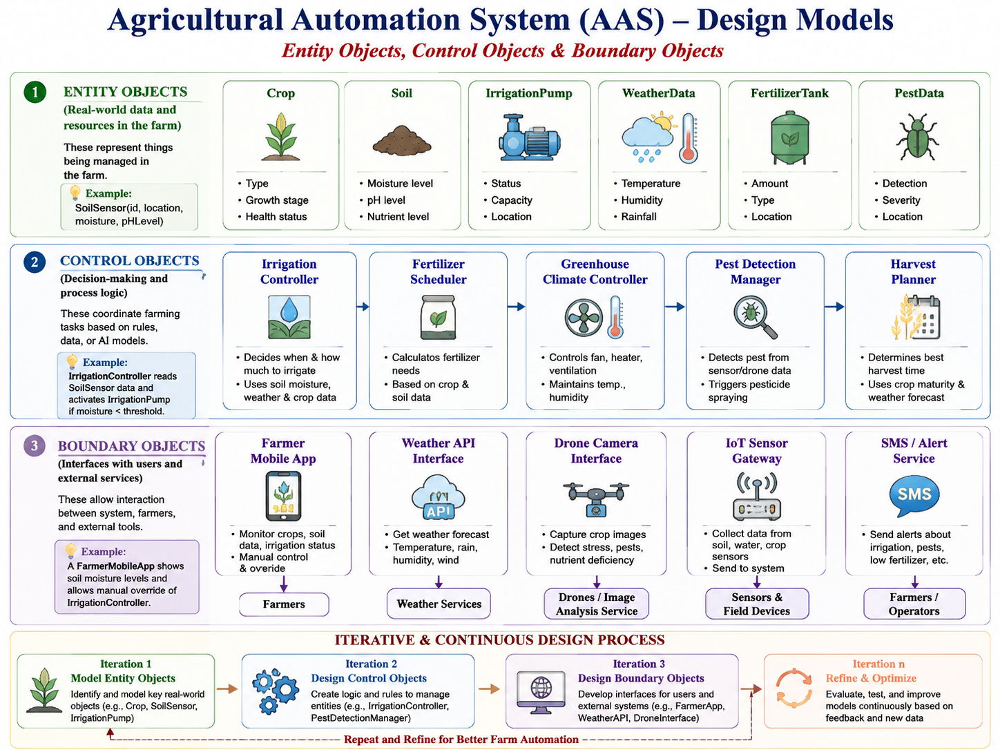 Agricultural Automation System (AAS) – Design Models
Entity Objects, Control Objects & Boundary Objects
1
ENTITY OBJECTS
(Real-world data and
resources in the farm)
These represent things
being managed in
the farm.
Example:
SoilSensor(id, location,
moisture, pHLevel)
Crop
• Type
• Growth stage
• Health status
Soil
• Moisture level
• pH level
• Nutrient level
IrrigationPump
• Status
• Capacity
• Location
WeatherData
• Temperature
• Humidity
• Rainfall
FertilizerTank
• Amount
• Type
• Location
PestData
• Detection
• Severity
• Location
2
CONTROL OBJECTS
(Decision-making and
process logic)
These coordinate farming
tasks based on rules,
data, or AI models.
Example:
IrrigationController reads
SoilSensor data and
activates IrrigationPump
if moisture < threshold.
Irrigation
Controller
• Decides when & how
much to irrigate
• Uses soil moisture,
weather & crop data
Fertilizer
Scheduler
• Calculatos fertilizer
needs
• Based on crop &
soil data
Greenhouse
Climate Controller
• Controls fan, heater,
ventilation
• Maintains temp.,
humidity
Pest Detection
Manager
• Detects pest from
sensor/drone data
• Triggers pesticide
spraying
Harvest
Planner
• Determines best
harvest time
• Uses crop maturity &
weather forecast
3
BOUNDARY OBJECTS
(Interfaces with users and
external services)
These allow interaction
between system, farmers,
and external tools.
Example:
A FarmerMobileApp shows
soil moisture levels and
allows manual override of
IrrigationController.
Farmer
Mobile App
• Monitor crops, soil
data, irrigation status
• Manual control
& overide
Farmers
Weather API
Interface
API
• Get weather forecast
• Temperature, rain,
humidity, wind
Weather Services
Drone Camera
Interface
• Capture crop images
• Detect stress, pests,
nutrient deficiency
Drones / Image
Analysis Service
IoT Sensor
Gateway
• Collect data from
soil, water, crop
sensors
• Send to system
Sensors &
Field Devices
SMS / Alert
Service
SMS
• Send alerts about
irrigation, pests,
low fertilizer, etc.
Farmers /
Operators
ITERATIVE & CONTINUOUS DESIGN PROCESS
Iteration 1
Model Entity Objects
Identify and model key real-world
objects (e.g., Crop, SoilSensor,
IrrigationPump)
Iteration 2
Design Control Objects
Create logic and rules to manage
entities (e.g., IrrigationController,
PestDetectionManager)
Iteration 3
Design Boundary Objects
Develop interfaces for users and
external systems (e.g., FarmerApp,
WeatherAPI, DroneInterface)
Iteration n
Refine & Optimize
Evaluate, test, and improve
models continuously based on
feedback and new data
Repeat and Refine for Better Farm Automation